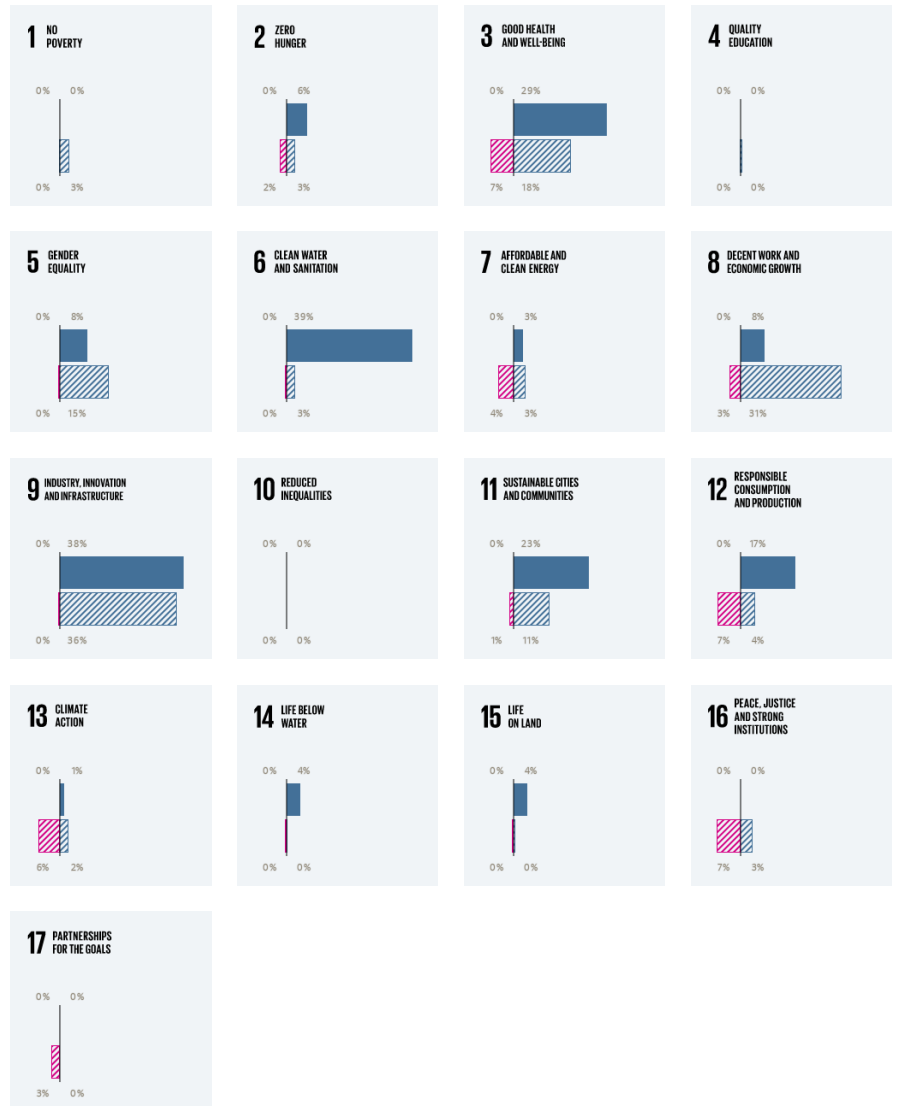 1 NO
POVERTY
0% 0%
0% 3%
2 ZERO
HUNGER
0% 6%
2% 3%
3 GOOD HEALTH
AND WELL-BEING
0% 29%
7% 18%
4 QUALITY
EDUCATION
0% 0%
0% 0%
5 GENDER
EQUALITY
0% 8%
0% 15%
6 CLEAN WATER
AND SANITATION
0% 39%
0% 3%
7 AFFORDABLE AND
CLEAN ENERGY
0% 3%
4% 3%
8 DECENT WORK AND
ECONOMIC GROWTH
0% 8%
3% 31%
9 INDUSTRY, INNOVATION
AND INFRASTRUCTURE
0% 38%
0% 36%
10 REDUCED
INEQUALITIES
0% 0%
0% 0%
11 SUSTAINABLE CITIES
AND COMMUNITIES
0% 23%
1% 11%
12 RESPONSIBLE
CONSUMPTION
AND PRODUCTION
0% 17%
7% 4%
13 CLIMATE
ACTION
0% 1%
6% 2%
14 LIFE BELOW
WATER
0% 4%
0% 0%
15 LIFE
ON LAND
0% 4%
0% 0%
16 PEACE, JUSTICE
AND STRONG
INSTITUTIONS
0% 0%
7% 3%
17 PARTNERSHIPS
FOR THE GOALS
0% 0%
3% 0%